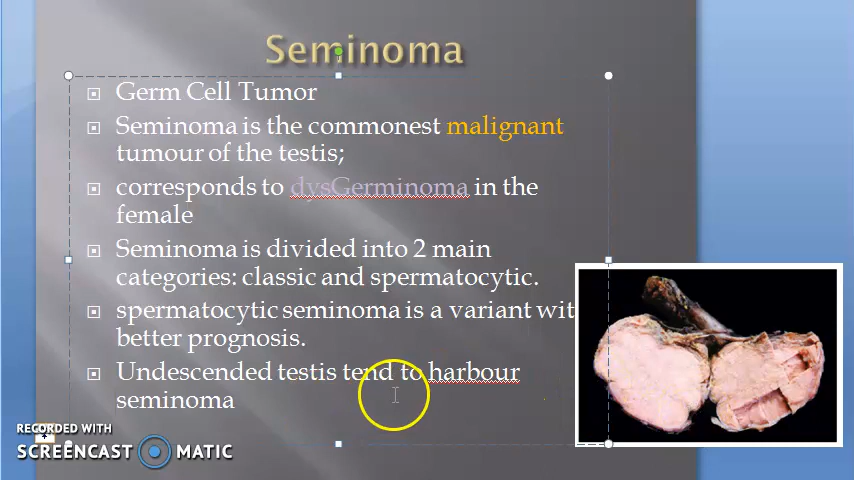 Seminoma
Germ Cell Tumor
Seminoma is the commonest malignant
tumour of the testis;
corresponds to dysGerminoma in the
female
Seminoma is divided into 2 main
categories: classic and spermatocytic.
spermatocytic seminoma is a variant wit
better prognosis.
Undescended testis tend to harbour
seminoma
RECORDED WITH
SCREENCAST MATIC